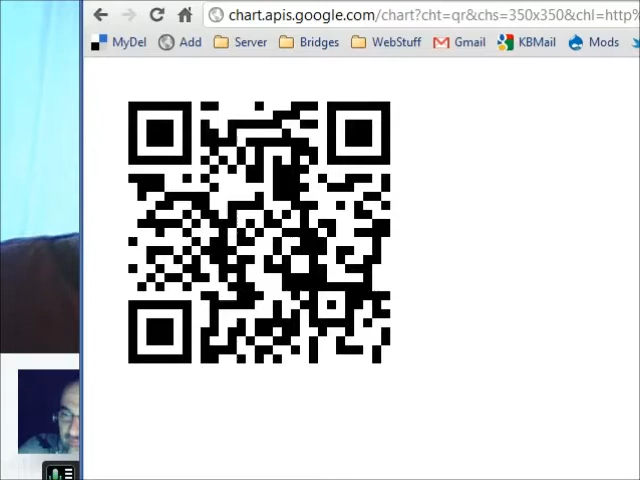 chart.apis.google.com/chart?cht=qr&chs=350x350&chl=http%
MyDel Add Server Bridges WebStuff Gmail KBMail Mods